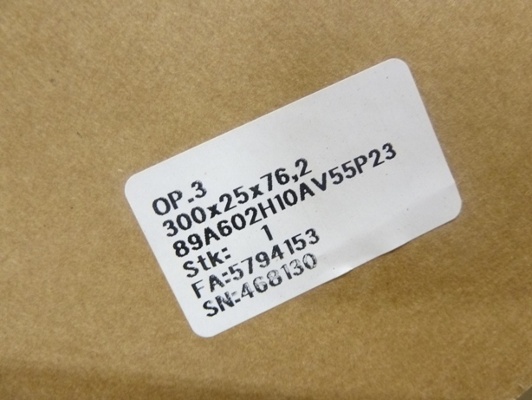 OP.3
300x25x76,2
89A602H10AV55P23
Stk: 1
FA:5794153
SN:468130